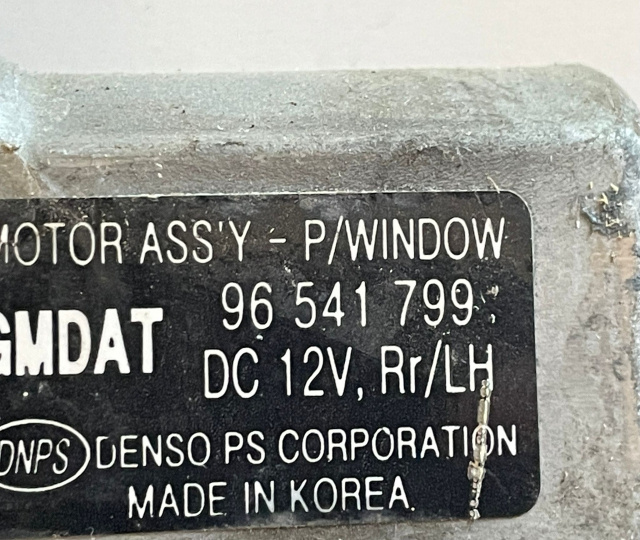 MOTOR ASS'Y - P/WINDOW
GMDAT 96 541 799
DC 12V, Rr/LH
DNPS DENSO PS CORPORATION
MADE IN KOREA.